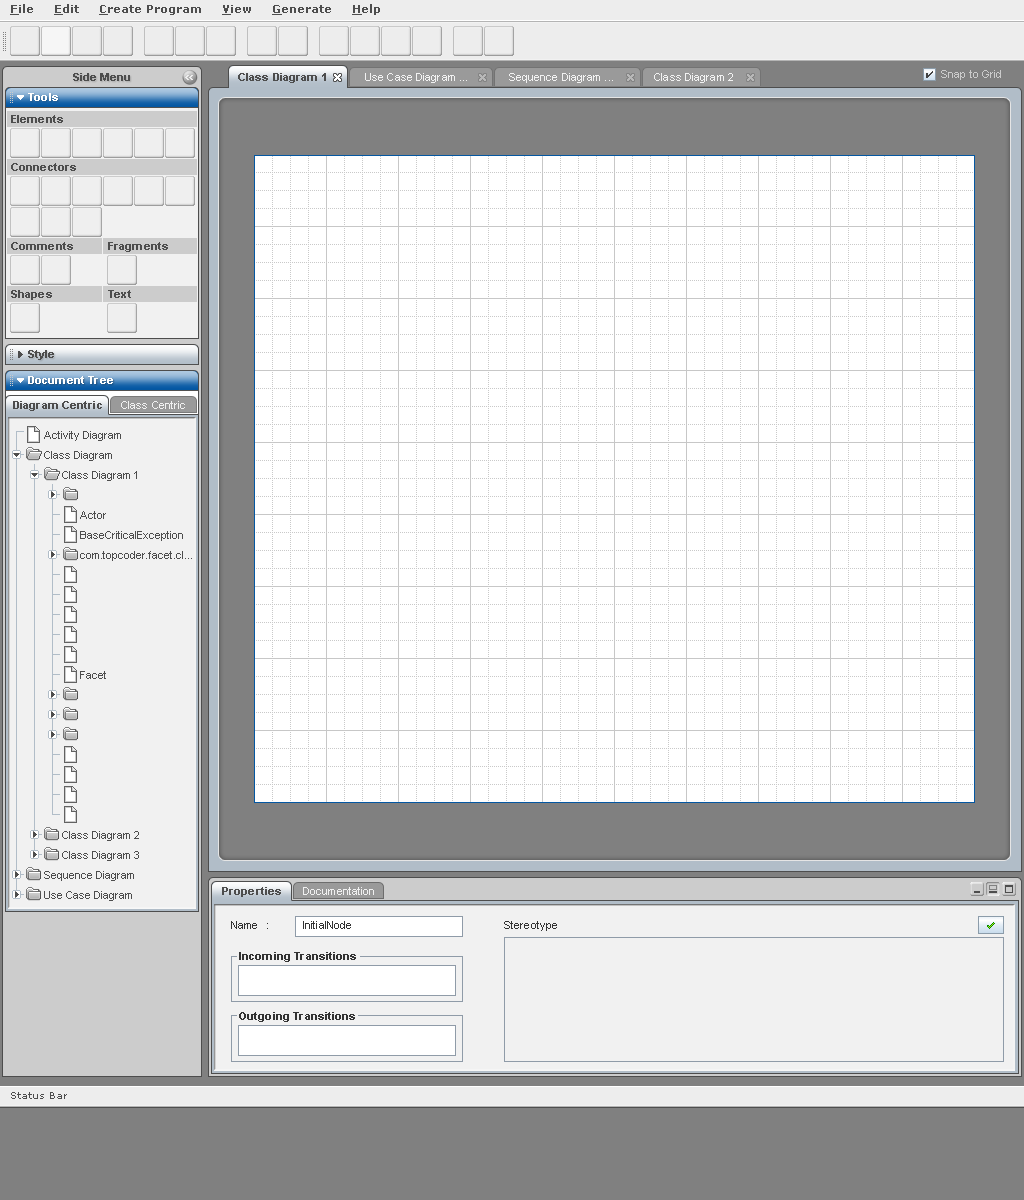 File Edit Create Program View Generate Help
Side Menu
Class Diagram 1
Use Case Diagram ...
Sequence Diagram ...
Class Diagram 2
Snap to Grid
Tools
Elements
Connectors
Comments Fragments
Shapes Text
Style
Document Tree
Diagram Centric Class Centric
Activity Diagram
Class Diagram
Class Diagram 1
Actor
BaseCriticalException
com.topcoder.facet.cl...
Facet
Class Diagram 2
Class Diagram 3
Sequence Diagram
Use Case Diagram
Properties Documentation
Name : InitialNode
Stereotype
Incoming Transitions
Outgoing Transitions
Status Bar